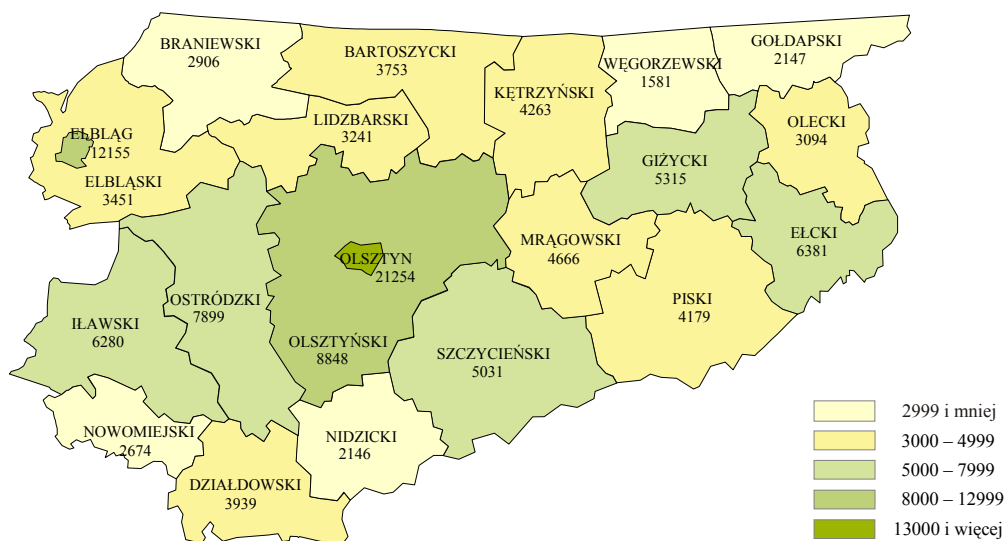 BRANIEWSKI
2906
BARTOSZYCKI
3753
GOŁDAPSKI
2147
WĘGORZEWSKI
1581
KĘTRZYŃSKI
4263
LIDZBARSKI
3241
ELBLĄG
12155
OLECKI
3094
GIŻYCKI
5315
ELBLĄSKI
3451
EŁCKI
6381
MRĄGOWSKI
4666
OLSZTYN
21254
OSTRÓDZKI
7899
PISKI
4179
IŁAWSKI
6280
OLSZTYŃSKI
8848
SZCZYCIEŃSKI
5031
NOWOMIEJSKI
2674
NIDZICKI
2146
DZIAŁDOWSKI
3939
2999 i mniej
3000 – 4999
5000 – 7999
8000 – 12999
13000 i więcej